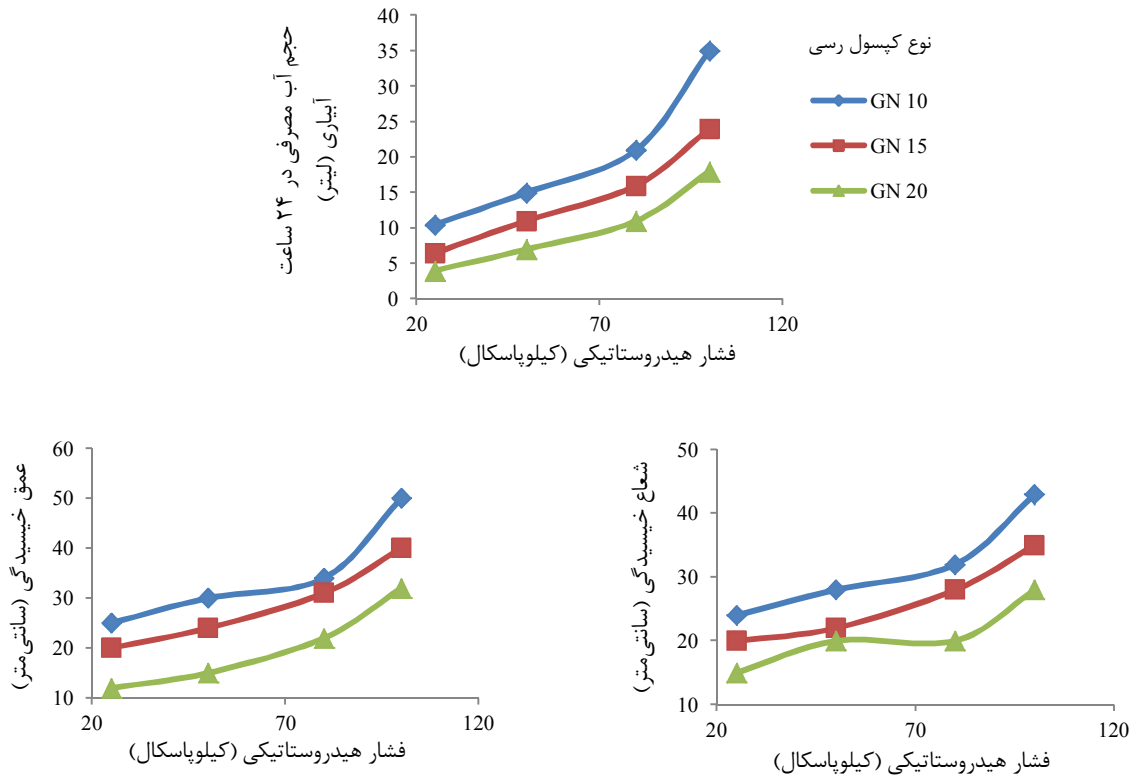 نوع کپسول رسی
GN 10
GN 15
GN 20
حجم آب مصرفی در ۲۴ ساعت
آبیاری (لیتر)
40
35
30
25
20
15
10
5
0
20
70
120
فشار هیدروستاتیکی (کیلوپاسکال)
عمق خیسیدگی (سانتی‌متر)
60
50
40
30
20
10
20
70
120
فشار هیدروستاتیکی (کیلوپاسکال)
شعاع خیسیدگی (سانتی‌متر)
50
40
30
20
10
20
70
120
فشار هیدروستاتیکی (کیلوپاسکال)